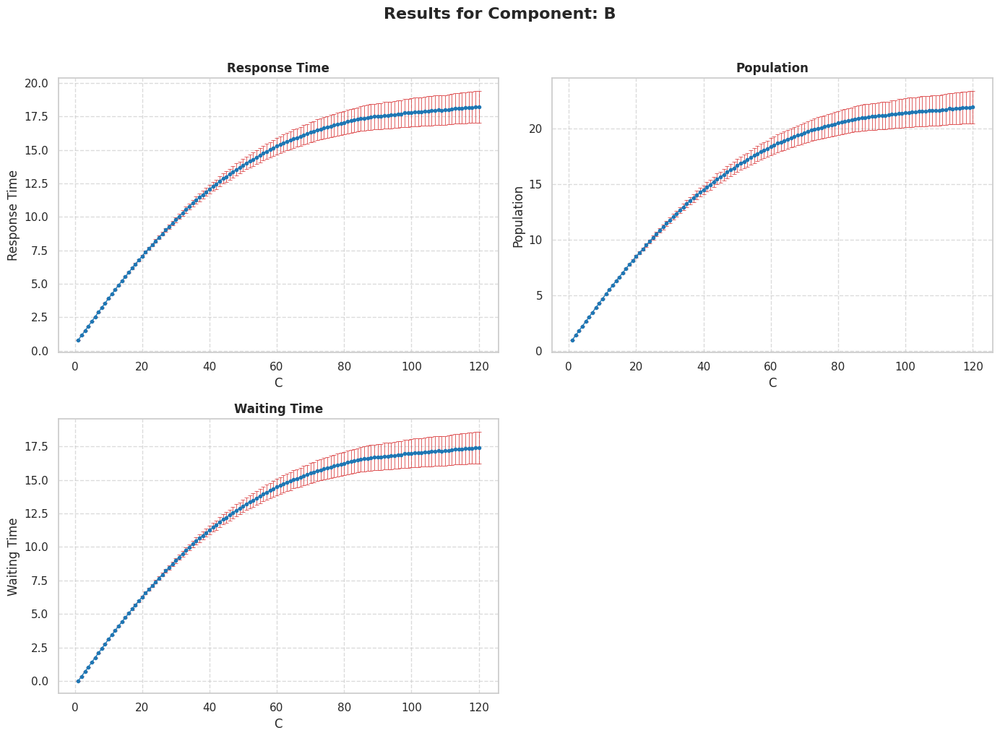 Results for Component: B
Response Time
Response Time
20.0
17.5
15.0
12.5
10.0
7.5
5.0
2.5
0.0
0 20 40 60 80 100 120
C
Population
Population
20
15
10
5
0
0 20 40 60 80 100 120
C
Waiting Time
Waiting Time
17.5
15.0
12.5
10.0
7.5
5.0
2.5
0.0
0 20 40 60 80 100 120
C